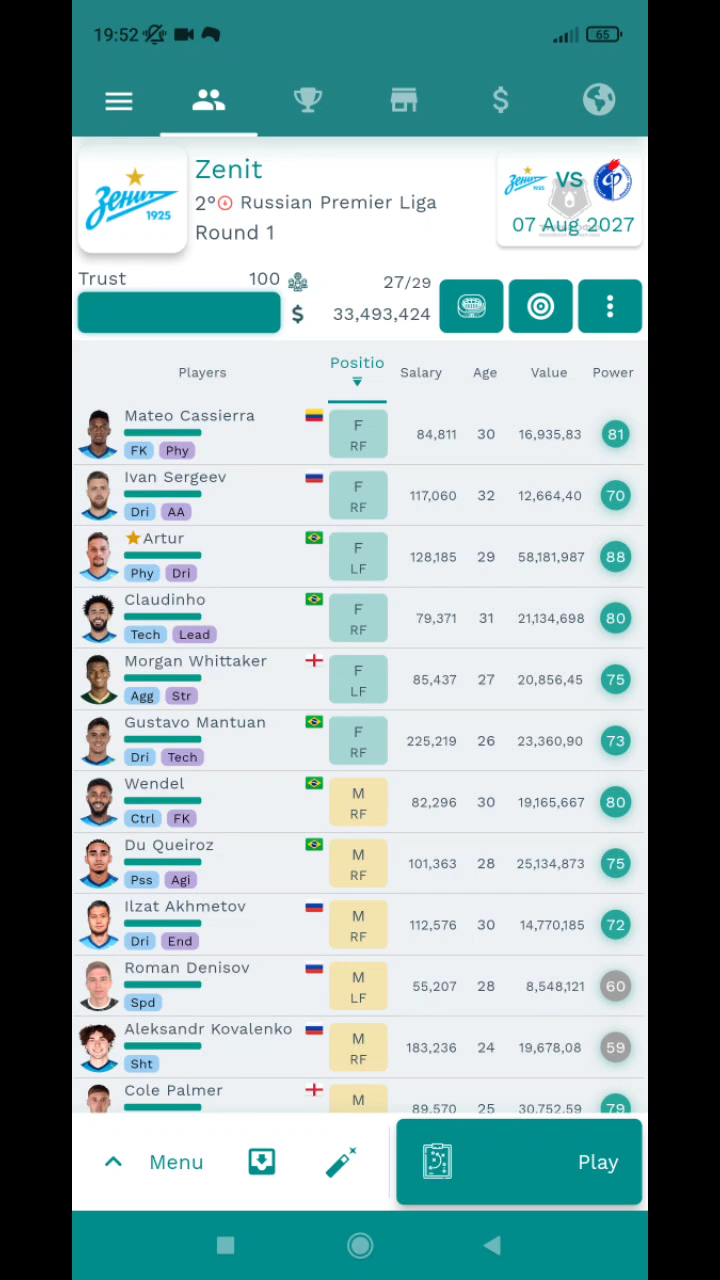 19:52
65
Zenit
2° Russian Premier Liga
Round 1
Зенит
1925
VS
07 Aug 2027
Trust 100
27/29
$ 33,493,424
Players Positio Salary Age Value Power
Mateo Cassierra
FK Phy
F
RF
84,811 30 16,935,83 81
Ivan Sergeev
Dri AA
F
RF
117,060 32 12,664,40 70
Artur
Phy Dri
F
LF
128,185 29 58,181,987 88
Claudinho
Tech Lead
F
RF
79,371 31 21,134,698 80
Morgan Whittaker
Agg Str
F
LF
85,437 27 20,856,45 75
Gustavo Mantuan
Dri Tech
F
RF
225,219 26 23,360,90 73
Wendel
Ctrl FK
M
RF
82,296 30 19,165,667 80
Du Queiroz
Pss Agi
M
RF
101,363 28 25,134,873 75
Ilzat Akhmetov
Dri End
M
RF
112,576 30 14,770,185 72
Roman Denisov
Spd
M
LF
55,207 28 8,548,121 60
Aleksandr Kovalenko
Sht
M
RF
183,236 24 19,678,08 59
Cole Palmer
M
89,570 25 30,752,59 79
Menu
Play